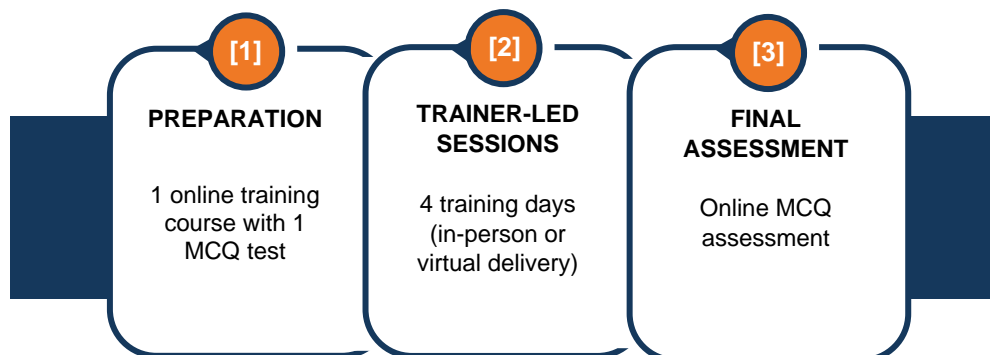 [1]
PREPARATION
1 online training
course with 1
MCQ test
[2]
TRAINER-LED
SESSIONS
4 training days
(in-person or
virtual delivery)
[3]
FINAL
ASSESSMENT
Online MCQ
assessment